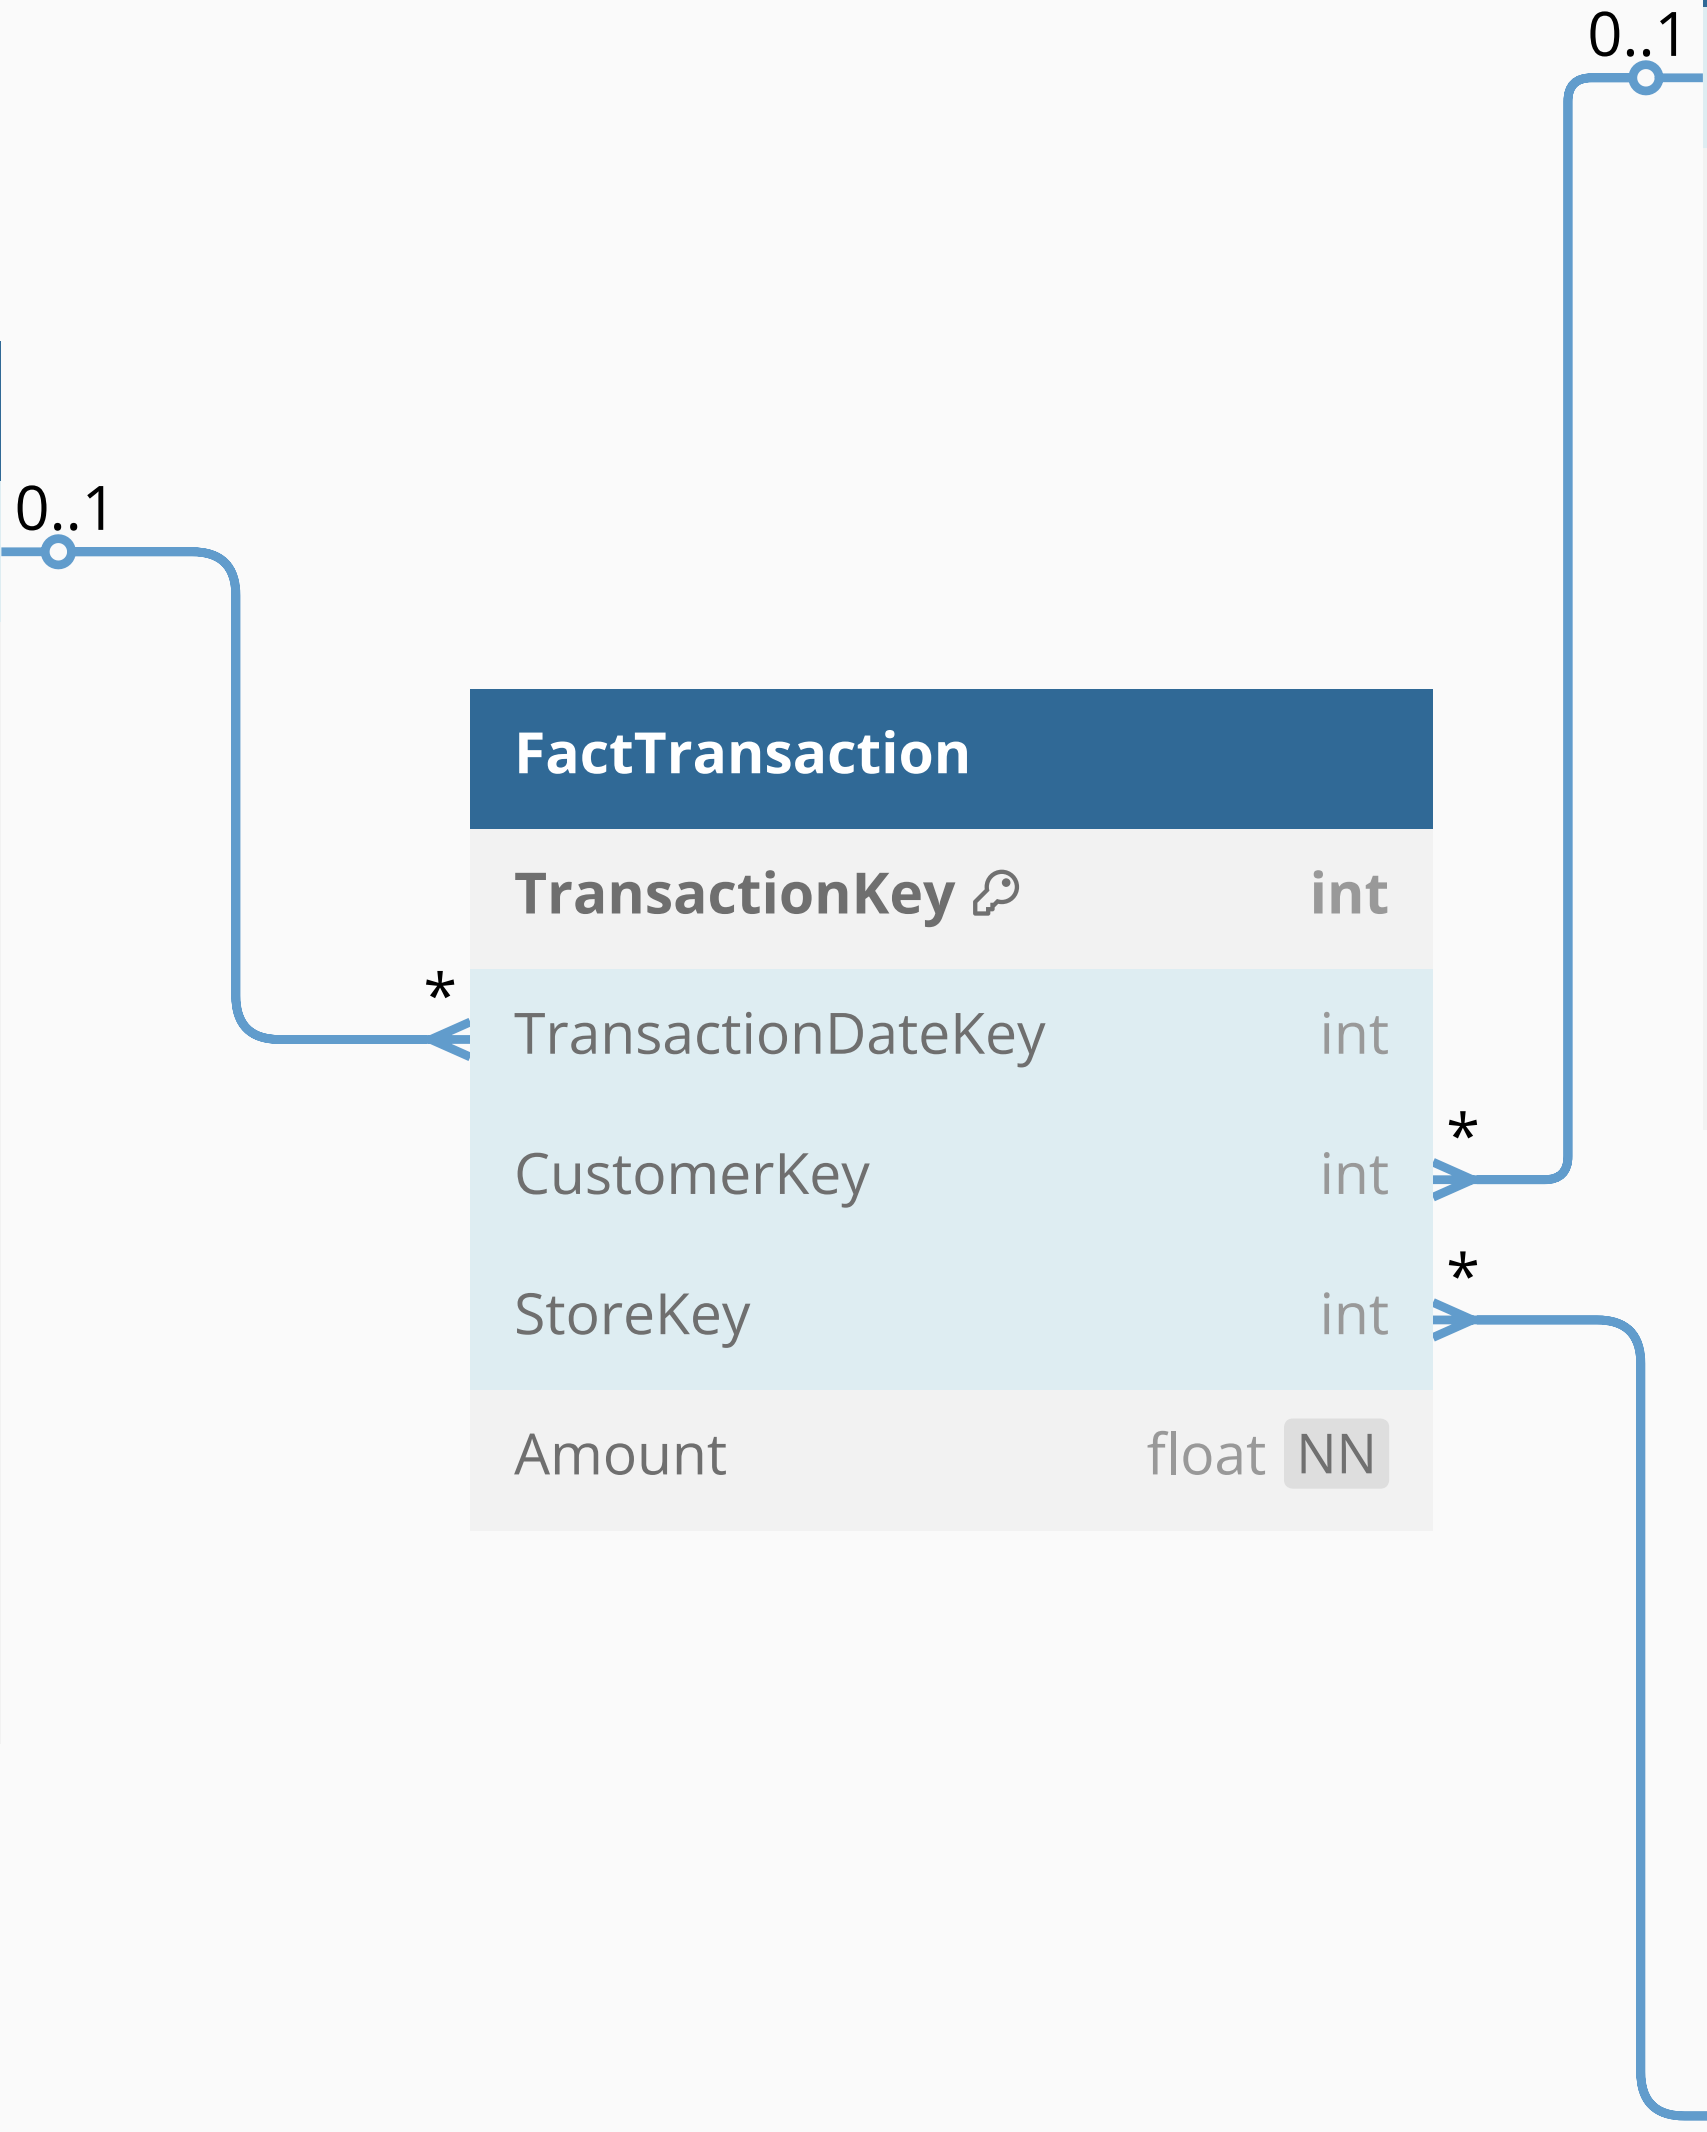 0..1
0..1
FactTransaction
TransactionKey int
*
TransactionDateKey int
*
CustomerKey int
*
StoreKey int
Amount float NN